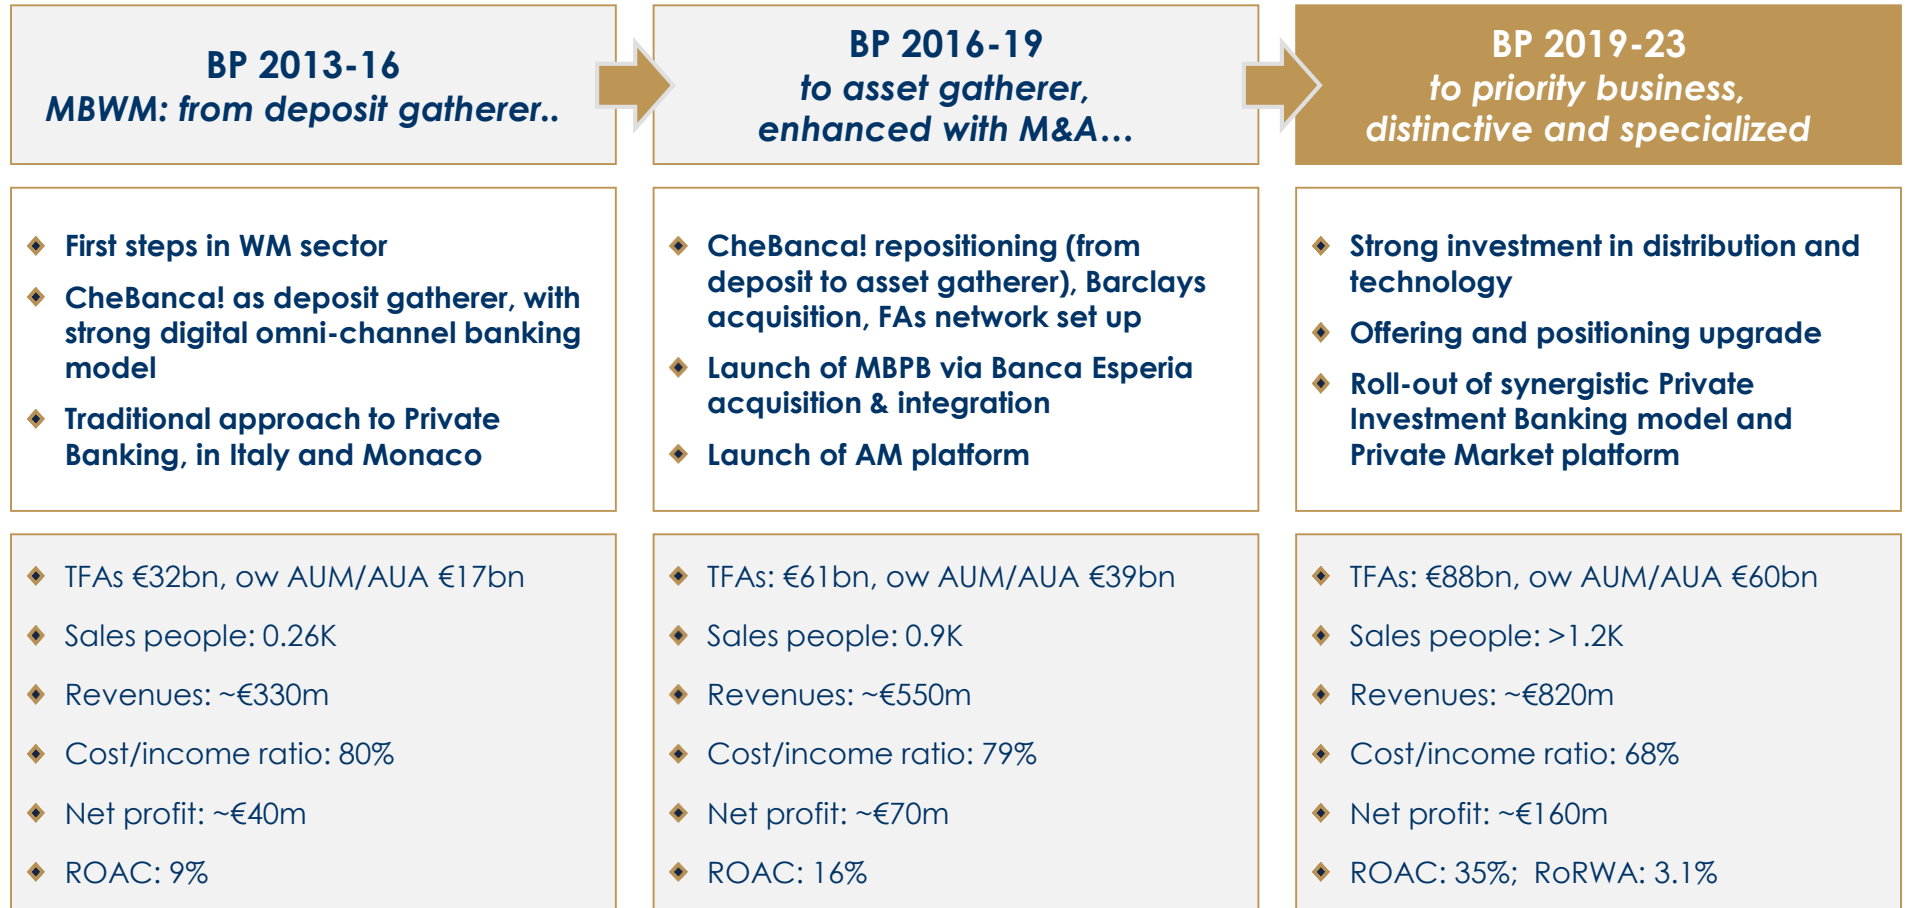 BP 2013-16
MBWM: from deposit gatherer..
BP 2016-19
to asset gatherer,
enhanced with M&A…
BP 2019-23
to priority business,
distinctive and specialized
First steps in WM sector
CheBanca! as deposit gatherer, with
strong digital omni-channel banking
model
Traditional approach to Private
Banking, in Italy and Monaco
CheBanca! repositioning (from
deposit to asset gatherer), Barclays
acquisition, FAs network set up
Launch of MBPB via Banca Esperia
acquisition & integration
Launch of AM platform
Strong investment in distribution and
technology
Offering and positioning upgrade
Roll-out of synergistic Private
Investment Banking model and
Private Market platform
TFAs €32bn, ow AUM/AUA €17bn
Sales people: 0.26K
Revenues: ~€330m
Cost/income ratio: 80%
Net profit: ~€40m
ROAC: 9%
TFAs: €61bn, ow AUM/AUA €39bn
Sales people: 0.9K
Revenues: ~€550m
Cost/income ratio: 79%
Net profit: ~€70m
ROAC: 16%
TFAs: €88bn, ow AUM/AUA €60bn
Sales people: >1.2K
Revenues: ~€820m
Cost/income ratio: 68%
Net profit: ~€160m
ROAC: 35%; RoRWA: 3.1%